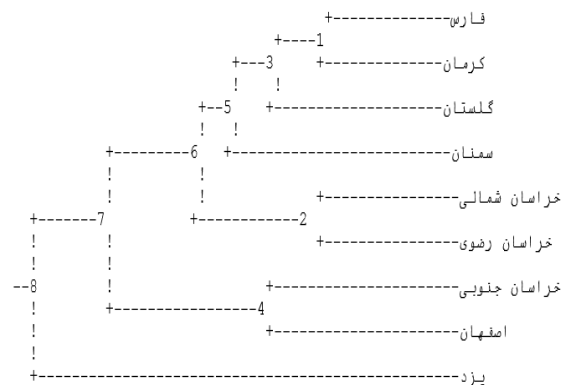 فارس
1
کرمان
3
گلستان
5
سمنان
6
خراسان شمالی
2
7
خراسان رضوی
خراسان جنوبی
8
4
اصفهان
یزد